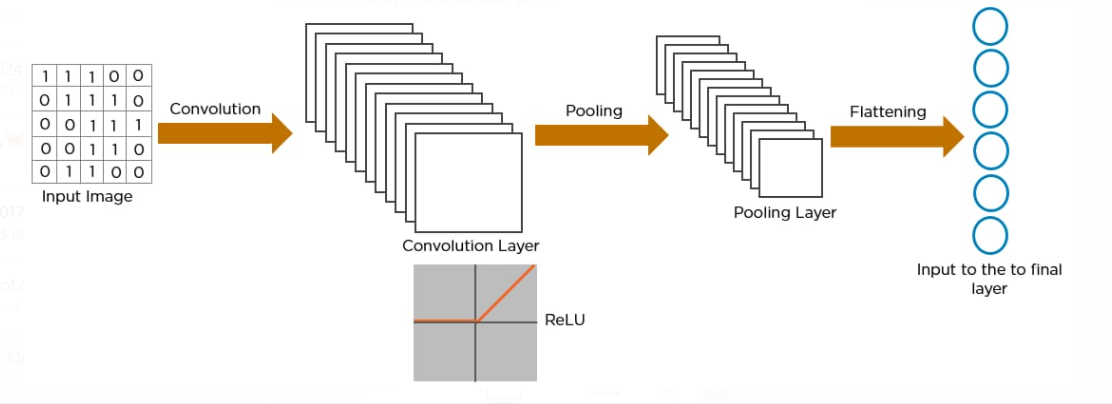 1 1 1 0 0
0 1 1 1 0
0 0 1 1 1
0 0 1 1 0
0 1 1 0 0
Input Image
Convolution
Convolution Layer
ReLU
Pooling
Pooling Layer
Flattening
Input to the to final
layer